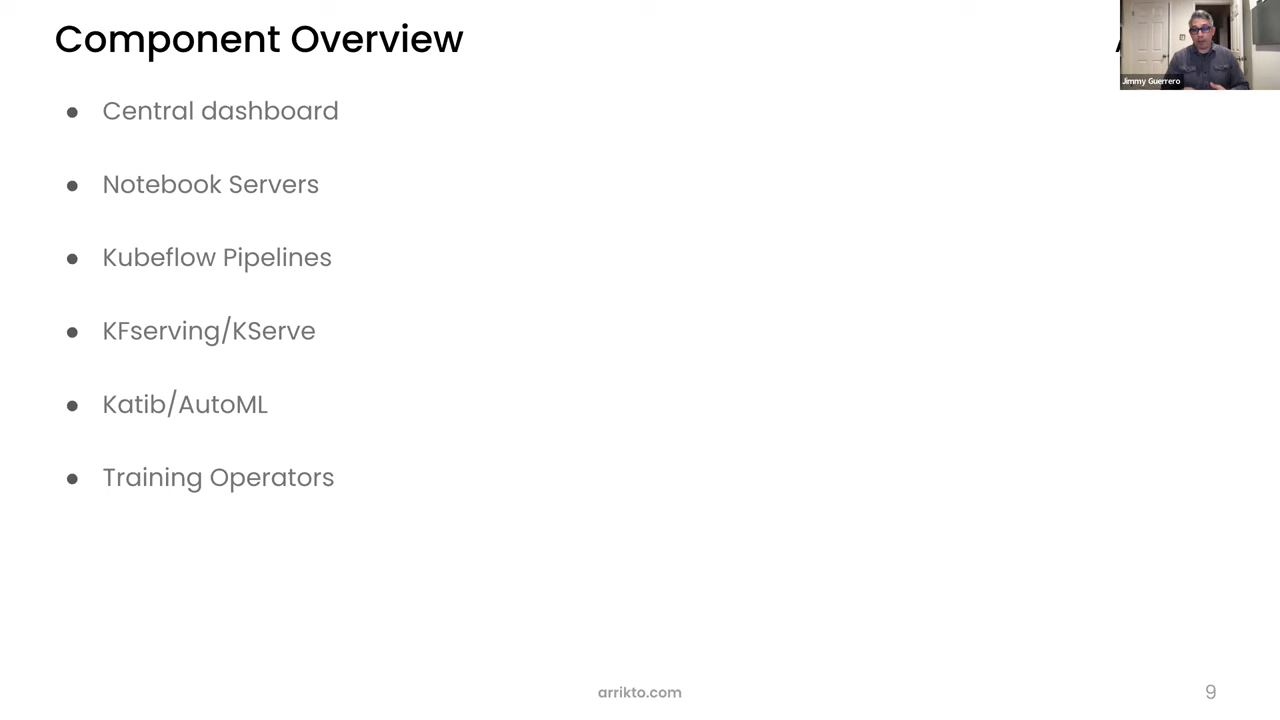 Component Overview
Jimmy Guerrero
● Central dashboard
● Notebook Servers
● Kubeflow Pipelines
● KFserving/KServe
● Katib/AutoML
● Training Operators
arrikto.com
9